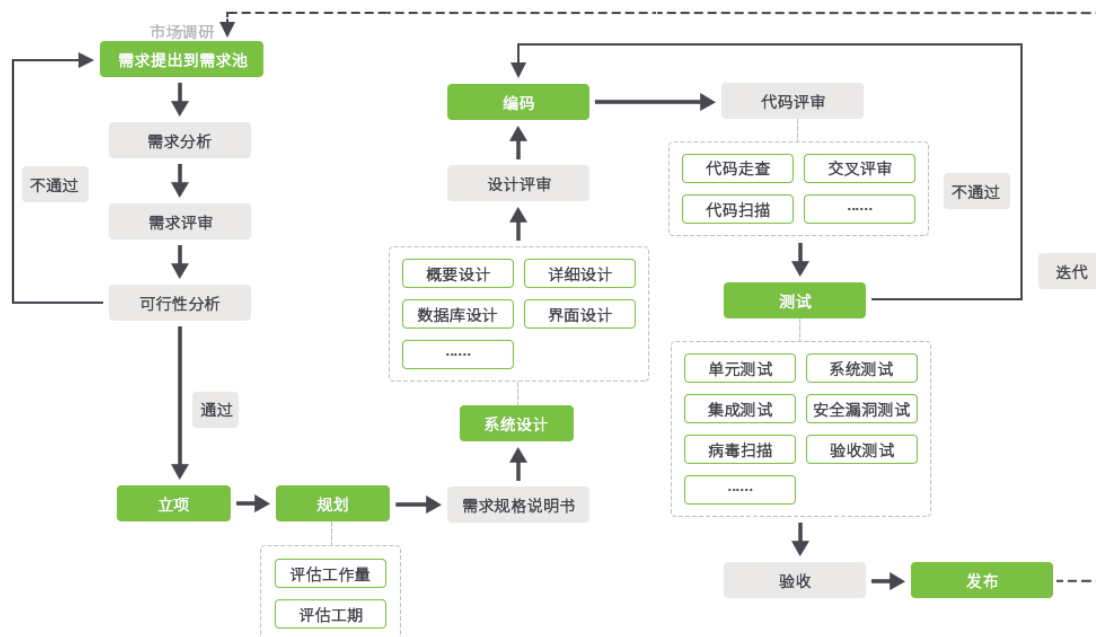 市场调研
需求提出到需求池
需求分析
不通过
需求评审
可行性分析
通过
立项
规划
评估工作量
评估工期
需求规格说明书
系统设计
概要设计
详细设计
数据库设计
界面设计
......
设计评审
编码
代码评审
代码走查
交叉评审
代码扫描
......
不通过
迭代
测试
单元测试
系统测试
集成测试
安全漏洞测试
病毒扫描
验收测试
......
验收
发布